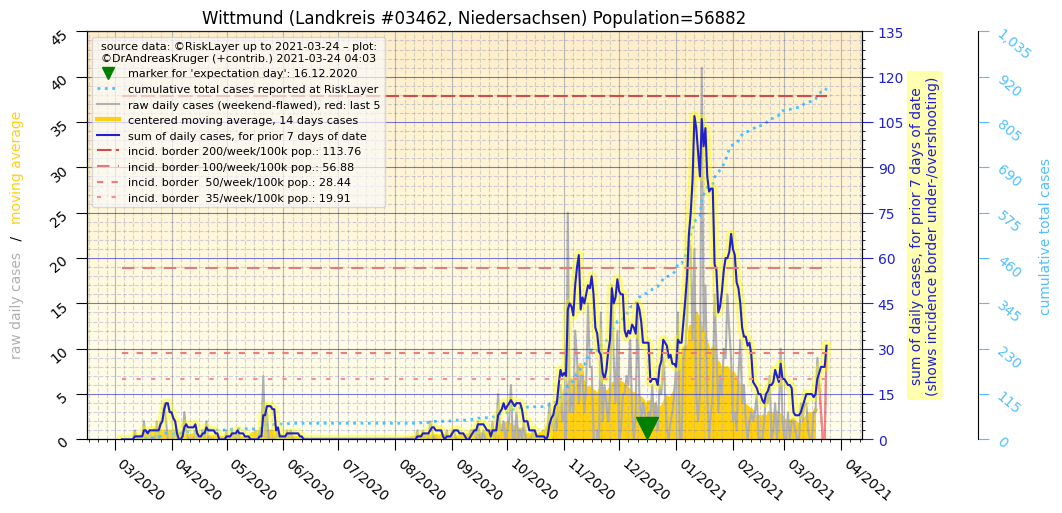 Wittmund (Landkreis #03462, Niedersachsen) Population=56882
source data: ©RiskLayer up to 2021-03-24 – plot:
©DrAndreasKruger (+contrib.) 2021-03-24 04:03
marker for 'expectation day': 16.12.2020
cumulative total cases reported at RiskLayer
raw daily cases (weekend-flawed), red: last 5
centered moving average, 14 days cases
sum of daily cases, for prior 7 days of date
incid. border 200/week/100k pop.: 113.76
incid. border 100/week/100k pop.: 56.88
incid. border  50/week/100k pop.: 28.44
incid. border  35/week/100k pop.: 19.91
raw daily cases / moving average
45
40
35
30
25
20
15
10
5
0
03/2020
04/2020
05/2020
06/2020
07/2020
08/2020
09/2020
10/2020
11/2020
12/2020
01/2021
02/2021
03/2021
04/2021
135
120
105
90
75
60
45
30
15
0
sum of daily cases, for prior 7 days of date
(shows incidence border under-/overshooting)
1,035
920
805
690
575
460
345
230
115
0
cumulative total cases